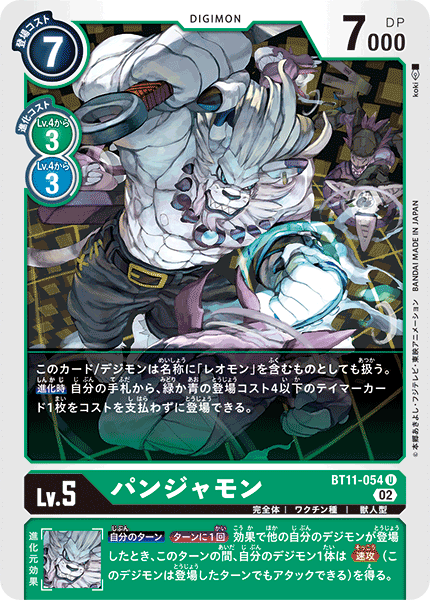 登場コスト
7
DIGIMON
DP
7000
進化コスト
Lv.4から
3
Lv.4から
3
koki
このカード/デジモンは名称に「レオモン」を含むものとしても扱う。
進化時 自分の手札から、緑か青の登場コスト4以下のテイマーカー
ド1枚をコストを支払わずに登場できる。
©本郷あきよし・フジテレビ・東映アニメーション BANDAI MADE IN JAPAN
BT11-054 U
Lv.5
パンジャモン
02
完全体 | ワクチン種 | 獣人型
進化元効果
自分のターン ターンに1回 効果で他の自分のデジモンが登場
したとき、このターンの間、自分のデジモン1体は 速攻 (こ
のデジモンは登場したターンでもアタックできる)を得る。